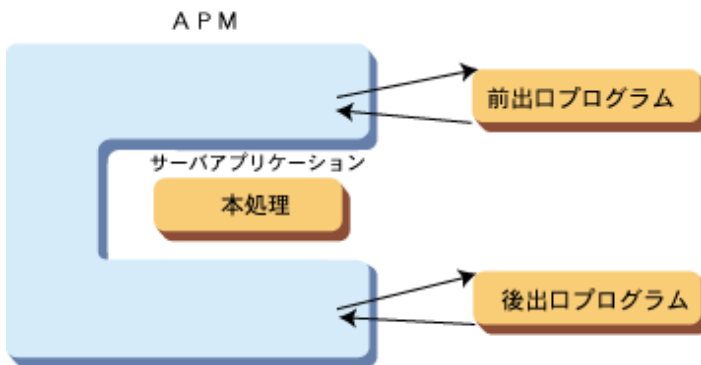 ＡＰＭ
前出口プログラム
サーバアプリケーション
本処理
後出口プログラム